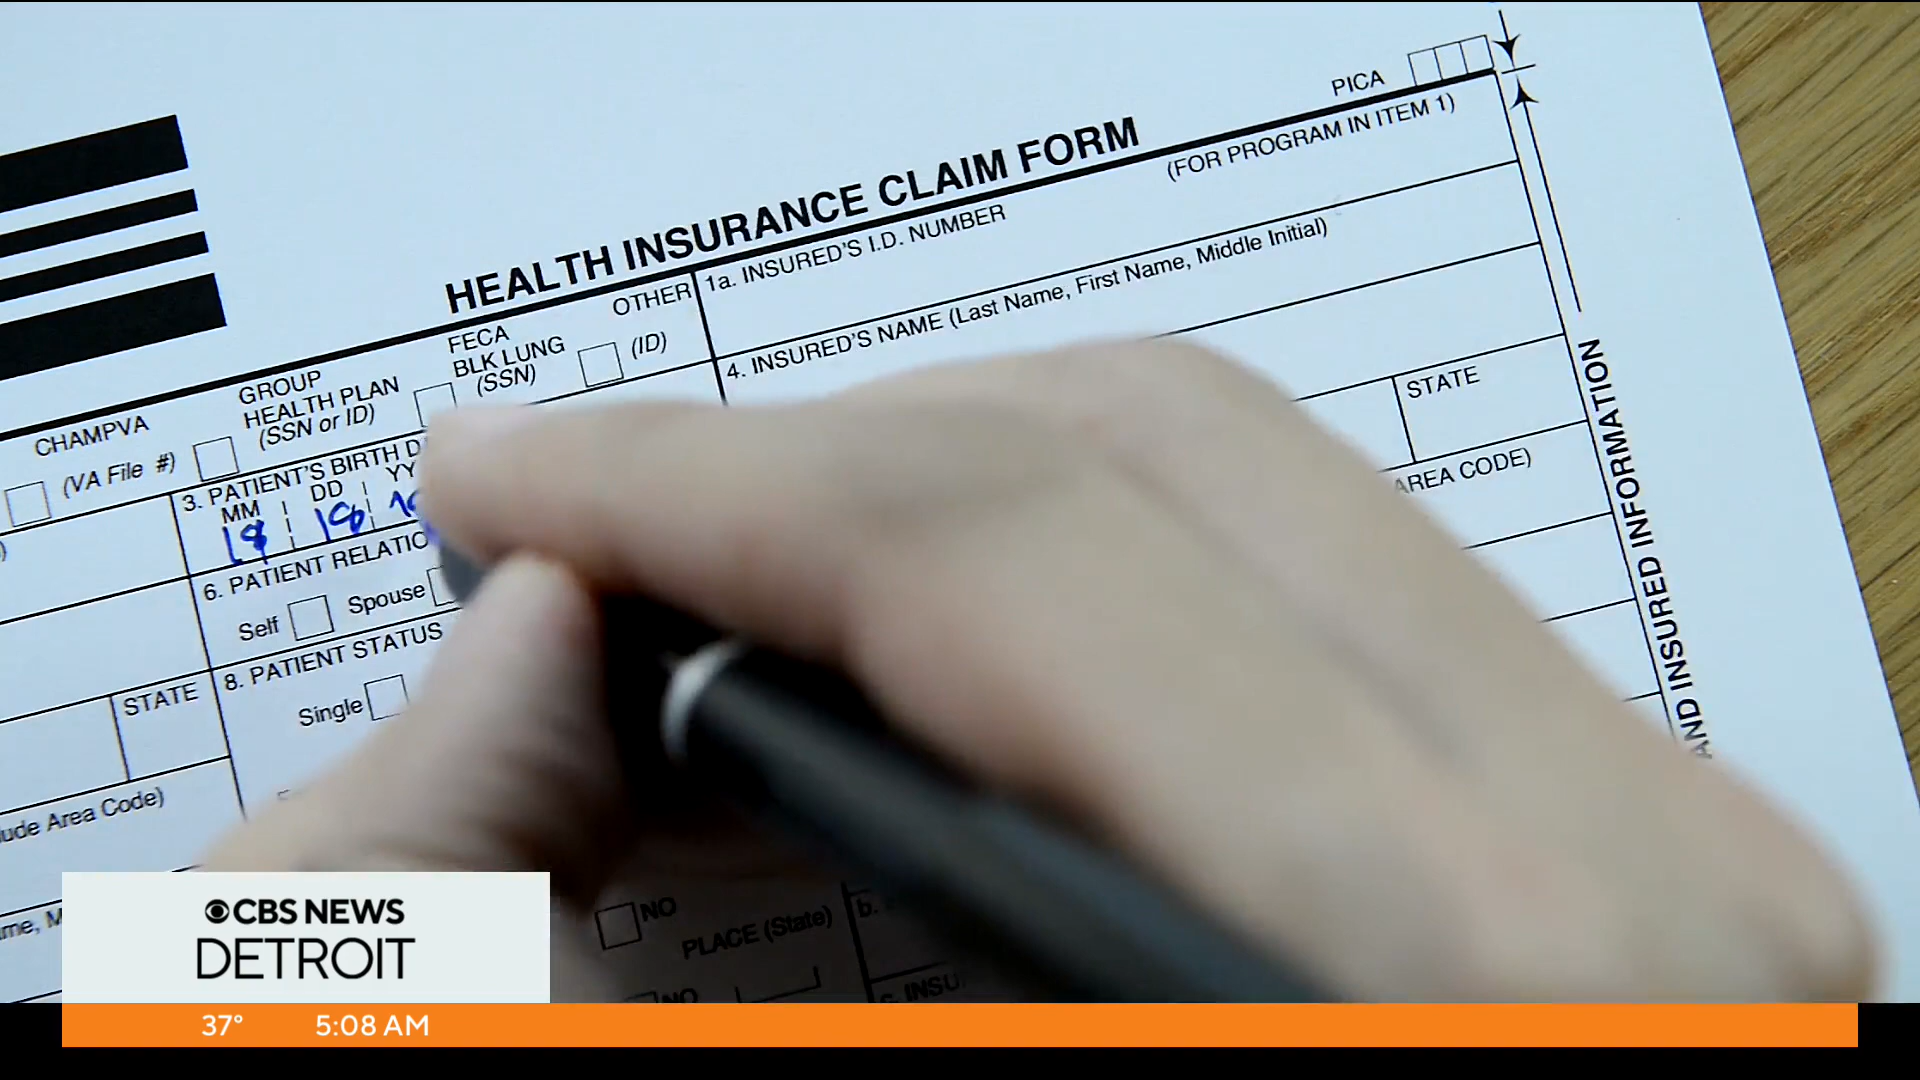 PICA
HEALTH INSURANCE CLAIM FORM
(FOR PROGRAM IN ITEM 1)
1a. INSURED'S I.D. NUMBER
OTHER
FECA
BLK LUNG
(SSN)
(ID)
GROUP
HEALTH PLAN
(SSN or ID)
CHAMPVA
(VA File #)
4. INSURED'S NAME (Last Name, First Name, Middle Initial)
3. PATIENT'S BIRTH
MM DD YY
18 18
STATE
AREA CODE)
6. PATIENT
Self Spouse
8. PATIENT STATUS
Single
STATE
Area Code)
AND INSURED INFORMATION
NO
PLACE (State)
b.
NO
CBS NEWS
DETROIT
37° 5:08 AM